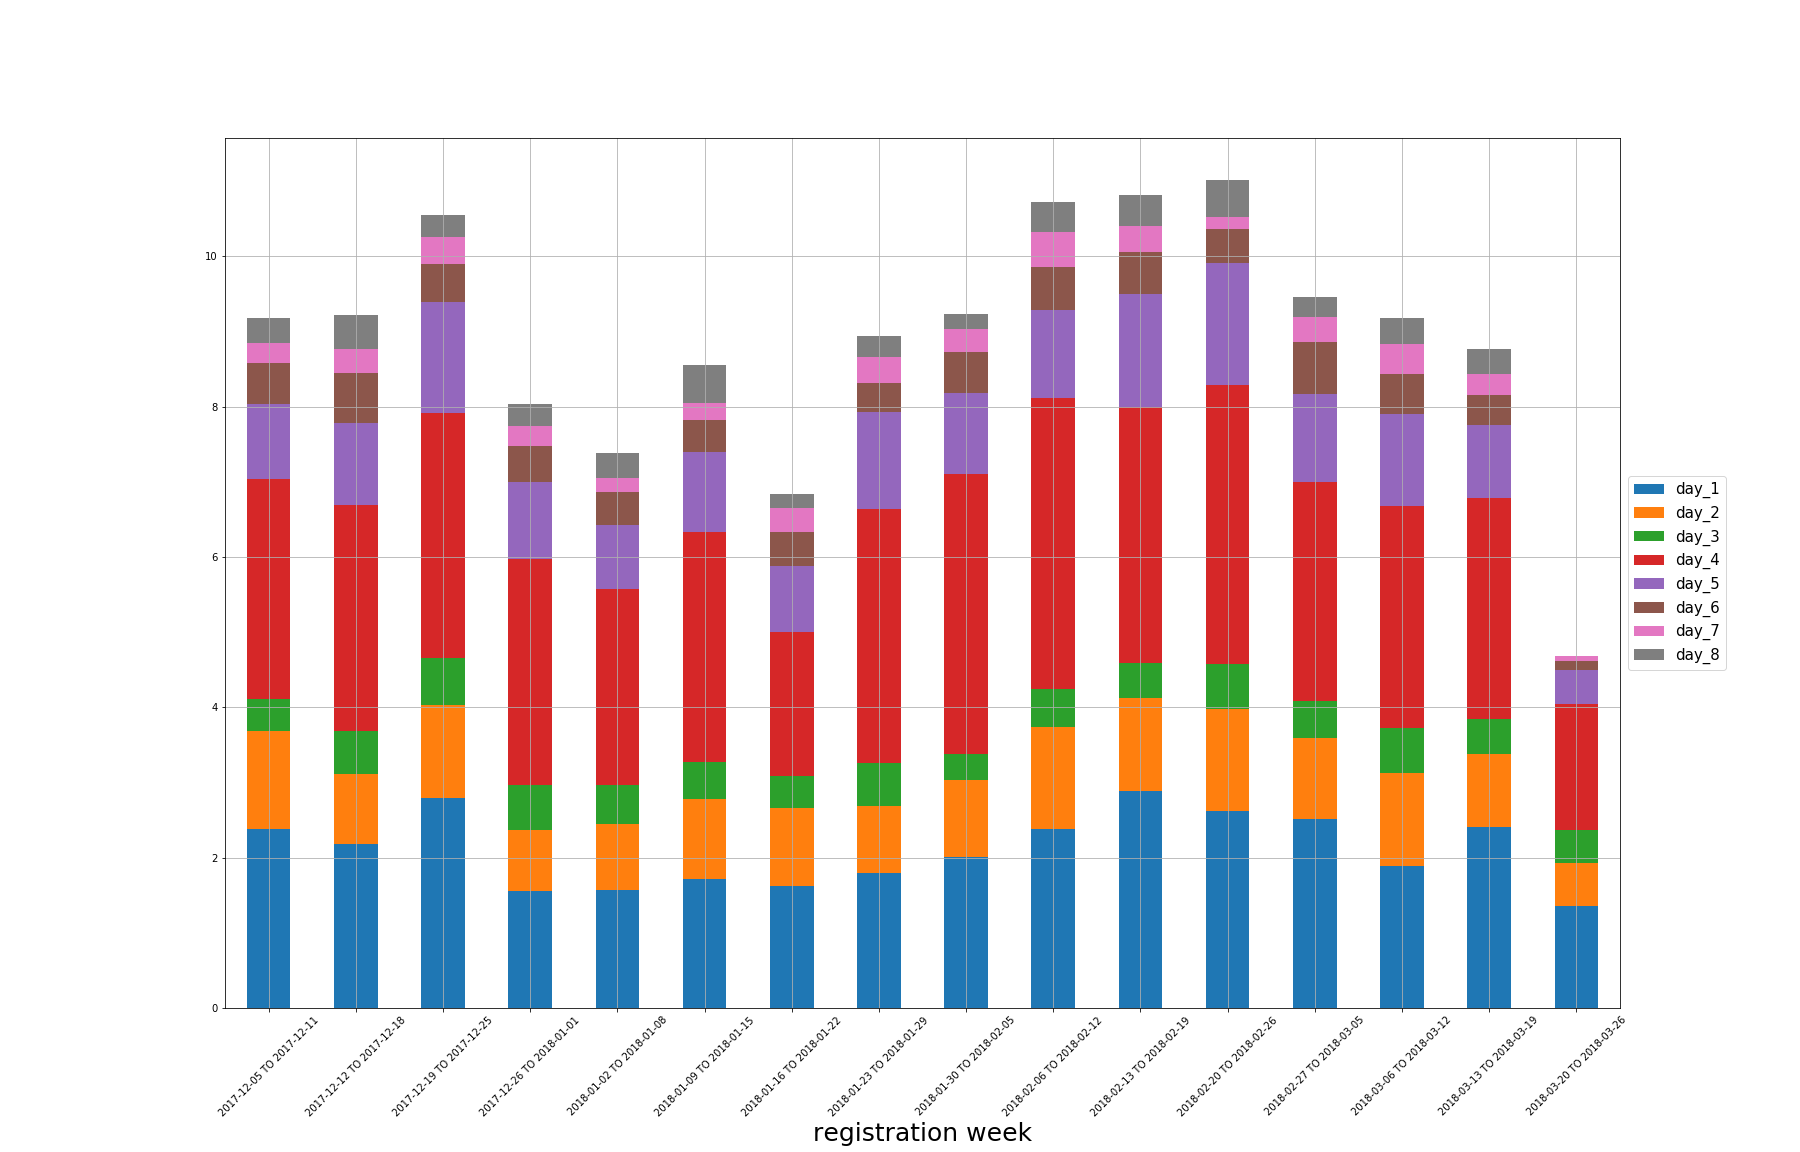 10
8
6
4
2
0
day_1
day_2
day_3
day_4
day_5
day_6
day_7
day_8
2017-12-05 TO 2017-12-11
2017-12-12 TO 2017-12-18
2017-12-19 TO 2017-12-25
2017-12-26 TO 2018-01-01
2018-01-02 TO 2018-01-08
2018-01-09 TO 2018-01-15
2018-01-16 TO 2018-01-22
2018-01-23 TO 2018-01-29
2018-01-30 TO 2018-02-05
2018-02-06 TO 2018-02-12
2018-02-13 TO 2018-02-19
2018-02-20 TO 2018-02-26
2018-02-27 TO 2018-03-05
2018-03-06 TO 2018-03-12
2018-03-13 TO 2018-03-19
2018-03-20 TO 2018-03-26
registration week